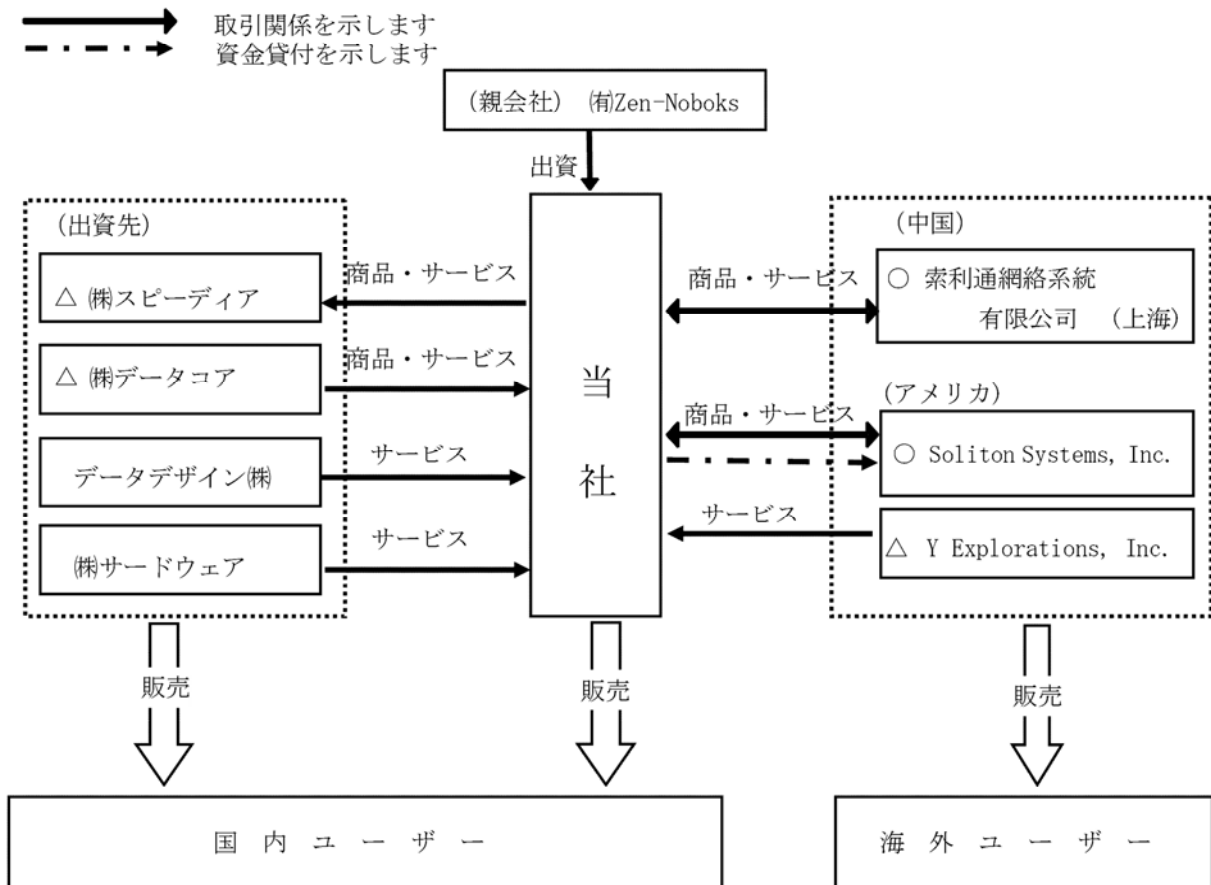 取引関係を示します
資金貸付を示します
(親会社) ㈲Zen-Noboks
出資
(出資先)
△ ㈱スピーディア
△ ㈱データコア
データデザイン㈱
㈱サードウェア
商品・サービス
商品・サービス
サービス
サービス
当
社
商品・サービス
商品・サービス
サービス
(中国)
○ 索利通網絡系統
有限公司 (上海)
(アメリカ)
○ Soliton Systems, Inc.
△ Y Explorations, Inc.
販売
販売
販売
国内ユーザー
海外ユーザー